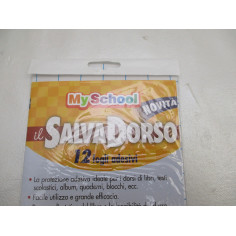 My School
NOVITÀ
il SALVADORSO
12 fogli adesivi
• La protezione adesiva ideale per i dorsi di libri, testi
scolastici, album, quaderni, blocchi, ecc.
• Facile utilizzo e grande efficacia.